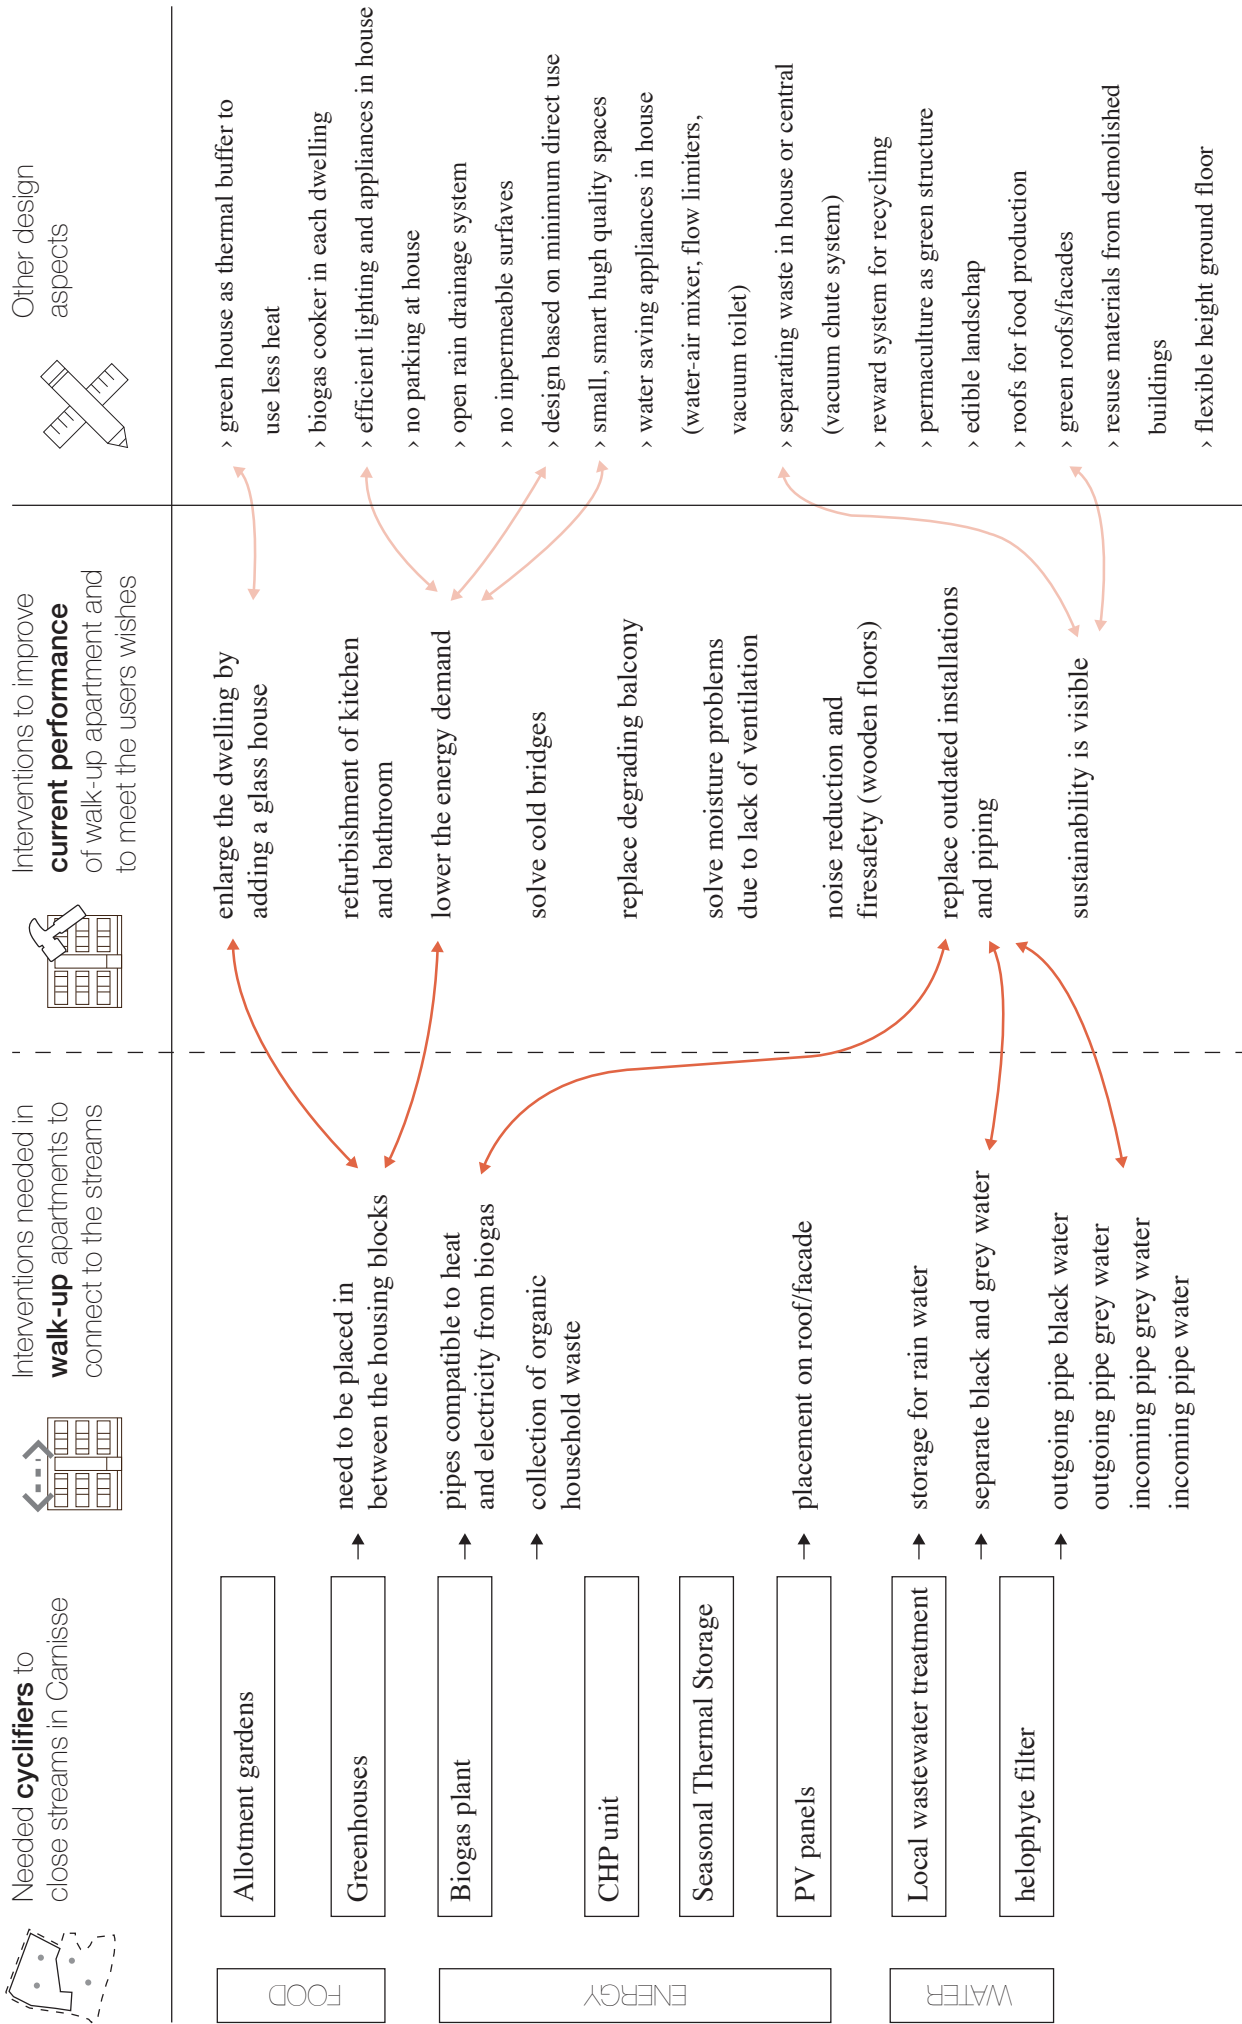 Needed cyclifiers to
close streams in Carnisse
Interventions needed in
walk-up apartments to
connect to the streams
Interventions to improve
current performance
of walk-up apartment and
to meet the users wishes
Other design
aspects
FOOD
Allotment gardens
Greenhouses
need to be placed in
between the housing blocks
ENERGY
Biogas plant
pipes compatible to heat
and electricity from biogas
collection of organic
household waste
CHP unit
Seasonal Thermal Storage
PV panels
placement on roof/facade
WATER
Local wastewater treatment
storage for rain water
separate black and grey water
helophyte filter
outgoing pipe black water
outgoing pipe grey water
incoming pipe grey water
incoming pipe water
enlarge the dwelling by
adding a glass house
refurbishment of kitchen
and bathroom
lower the energy demand
solve cold bridges
replace degrading balcony
solve moisture problems
due to lack of ventilation
noise reduction and
firesafety (wooden floors)
replace outdated installations
and piping
sustainability is visible
› green house as thermal buffer to
use less heat
› biogas cooker in each dwelling
› efficient lighting and appliances in house
› no parking at house
› open rain drainage system
› no inpermeable surfaves
› design based on minimum direct use
› small, smart hugh quality spaces
› water saving appliances in house
(water-air mixer, flow limiters,
vacuum toilet)
› separating waste in house or central
(vacuum chute system)
› reward system for recycling
› permaculture as green structure
› edible landschap
› roofs for food production
› green roofs/facades
› resuse materials from demolished
buildings
› flexible height ground floor